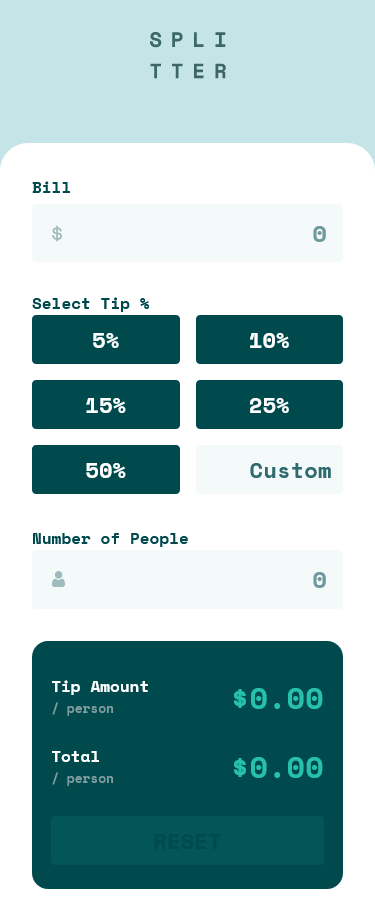 SPLI
TTER
Bill
$ 0
Select Tip %
5% 10%
15% 25%
50% Custom
Number of People
0
Tip Amount
/ person
$0.00
Total
/ person
$0.00
RESET